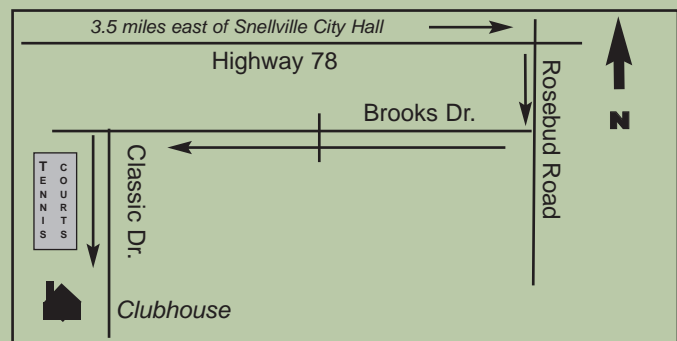 3.5 miles east of Snellville City Hall
Highway 78
Rosebud Road
N
Brooks Dr.
Classic Dr.
TENNIS
COURTS
Clubhouse